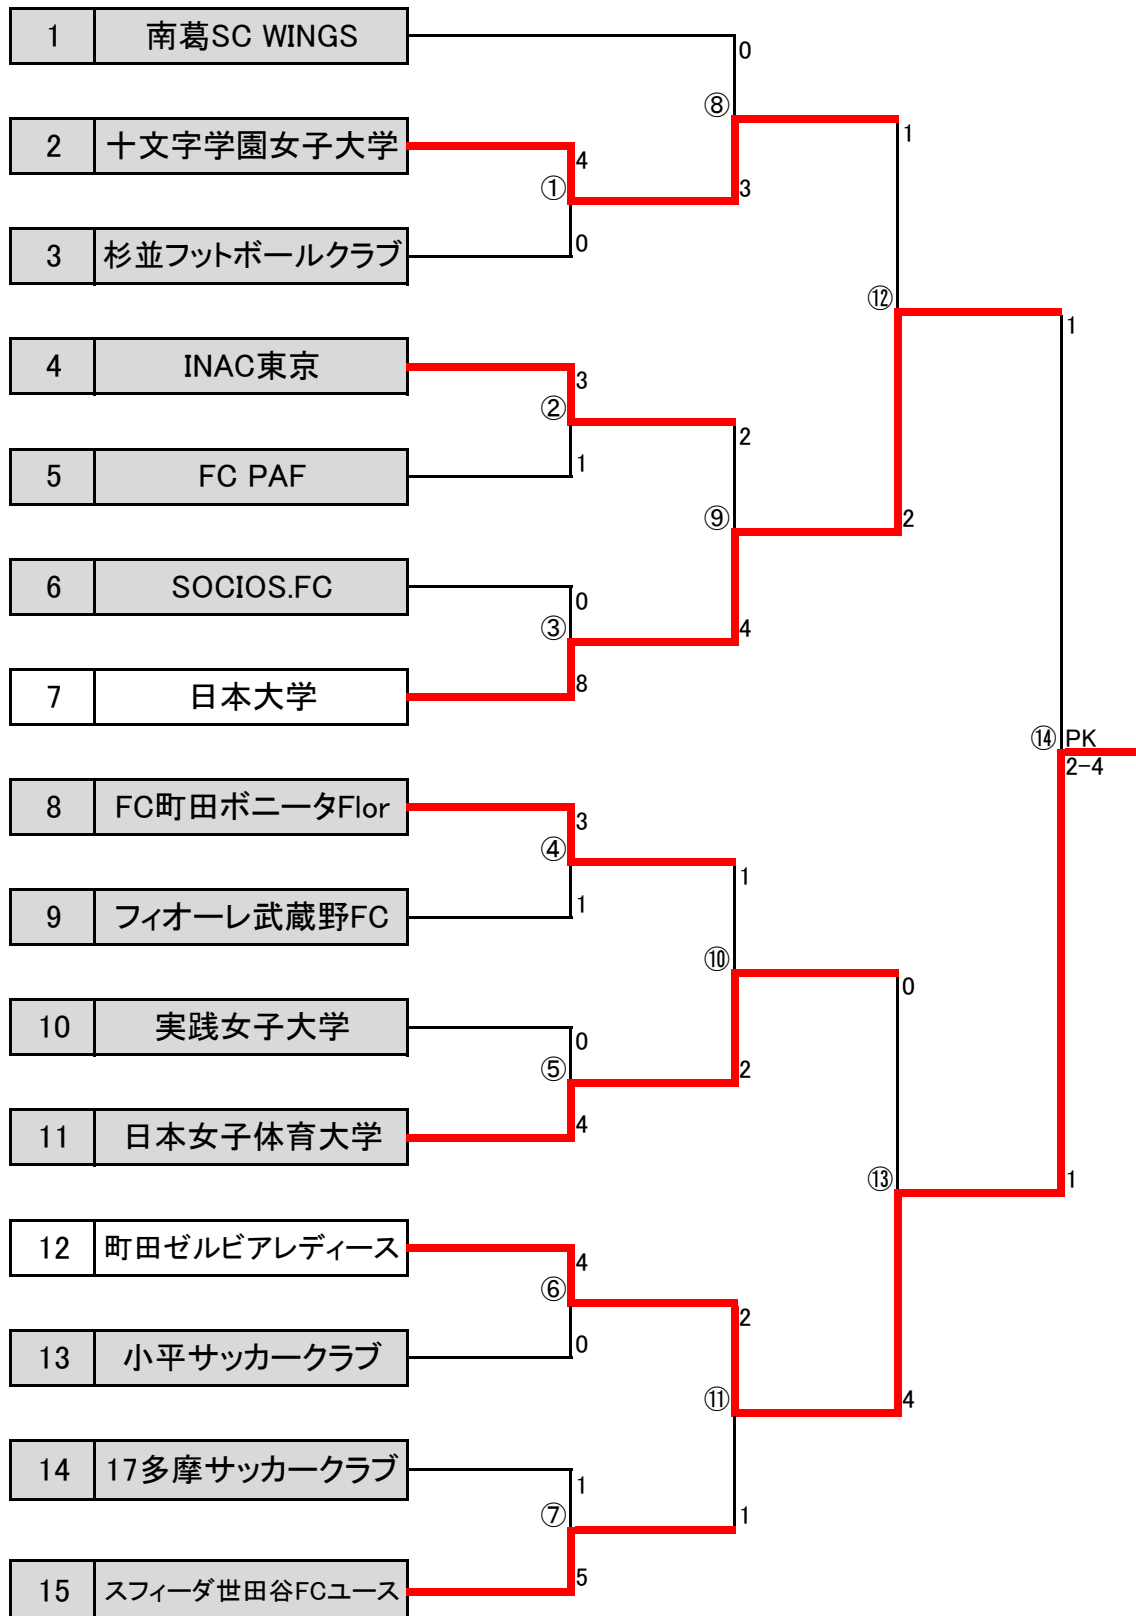 1 南葛SC WINGS
0
⑧
2 十文字学園女子大学
1
4
①
3
3 杉並フットボールクラブ
0
⑫
4 INAC東京
1
3
②
2
5 FC PAF
1
⑨
2
6 SOCIOS.FC
0
③
4
7 日本大学
8
⑭ PK
2-4
8 FC町田ボニータFlor
3
④
1
9 フィオーレ武蔵野FC
1
⑩
0
10 実践女子大学
0
⑤
2
11 日本女子体育大学
4
⑬
1
12 町田ゼルビアレディース
4
⑥
2
13 小平サッカークラブ
0
⑪
4
14 17多摩サッカークラブ
1
⑦
1
15 スフィーダ世田谷FCユース
5